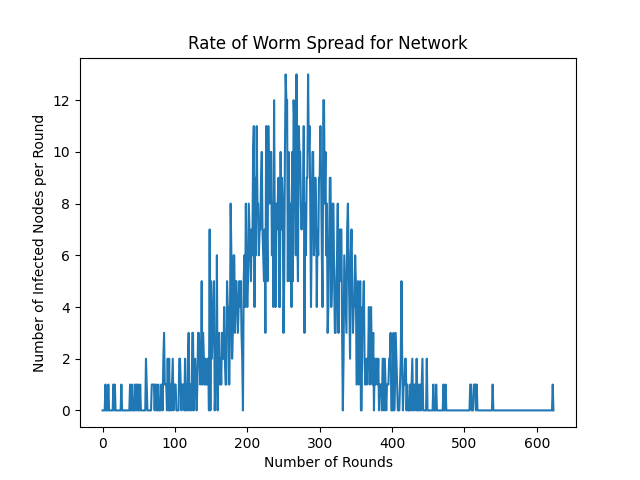 Rate of Worm Spread for Network
Number of Infected Nodes per Round
12
10
8
6
4
2
0
0 100 200 300 400 500 600
Number of Rounds